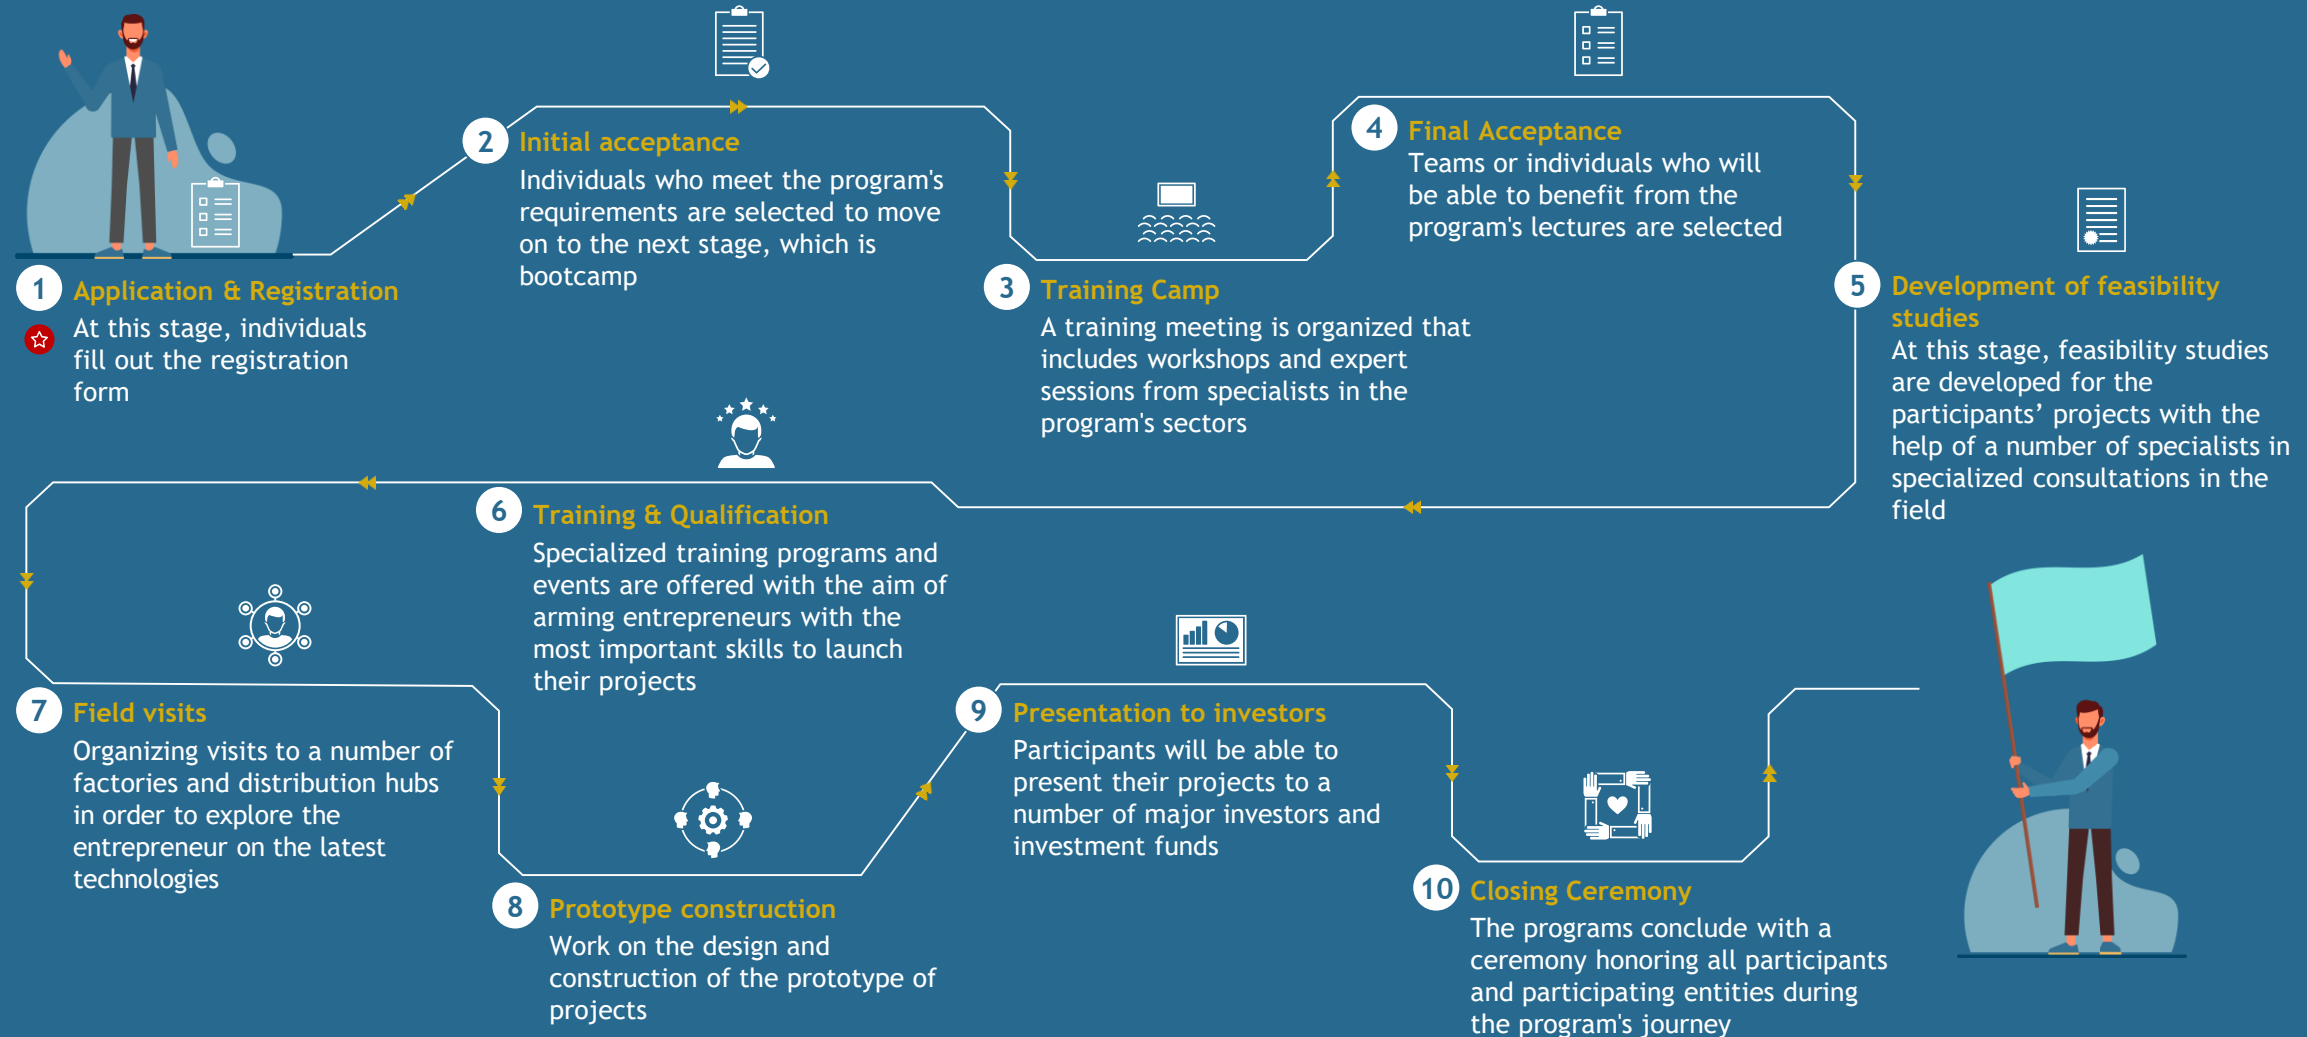 1
Application & Registration
At this stage, individuals
fill out the registration
form
2
Initial acceptance
Individuals who meet the program's
requirements are selected to move
on to the next stage, which is
bootcamp
3
Training Camp
A training meeting is organized that
includes workshops and expert
sessions from specialists in the
program's sectors
4
Final Acceptance
Teams or individuals who will
be able to benefit from the
program's lectures are selected
5
Development of feasibility
studies
At this stage, feasibility studies
are developed for the
participants’ projects with the
help of a number of specialists in
specialized consultations in the
field
6
Training & Qualification
Specialized training programs and
events are offered with the aim of
arming entrepreneurs with the
most important skills to launch
their projects
7
Field visits
Organizing visits to a number of
factories and distribution hubs
in order to explore the
entrepreneur on the latest
technologies
8
Prototype construction
Work on the design and
construction of the prototype of
projects
9
Presentation to investors
Participants will be able to
present their projects to a
number of major investors and
investment funds
10
Closing Ceremony
The programs conclude with a
ceremony honoring all participants
and participating entities during
the program's journey